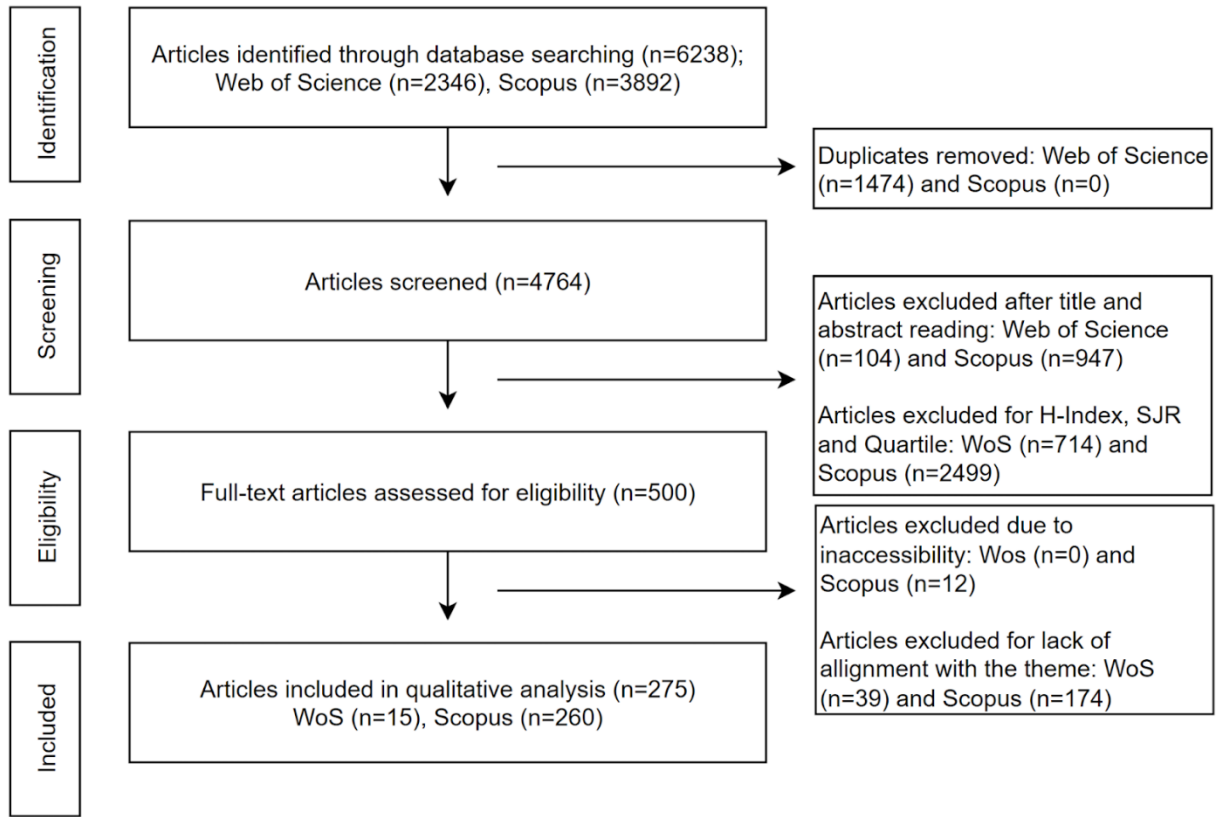 Identification
Articles identified through database searching (n=6238);
Web of Science (n=2346), Scopus (n=3892)
Duplicates removed: Web of Science
(n=1474) and Scopus (n=0)
Screening
Articles screened (n=4764)
Articles excluded after title and
abstract reading: Web of Science
(n=104) and Scopus (n=947)
Articles excluded for H-Index, SJR
and Quartile: WoS (n=714) and
Scopus (n=2499)
Eligibility
Full-text articles assessed for eligibility (n=500)
Articles excluded due to
inaccessibility: Wos (n=0) and
Scopus (n=12)
Articles excluded for lack of
allignment with the theme: WoS
(n=39) and Scopus (n=174)
Included
Articles included in qualitative analysis (n=275)
WoS (n=15), Scopus (n=260)